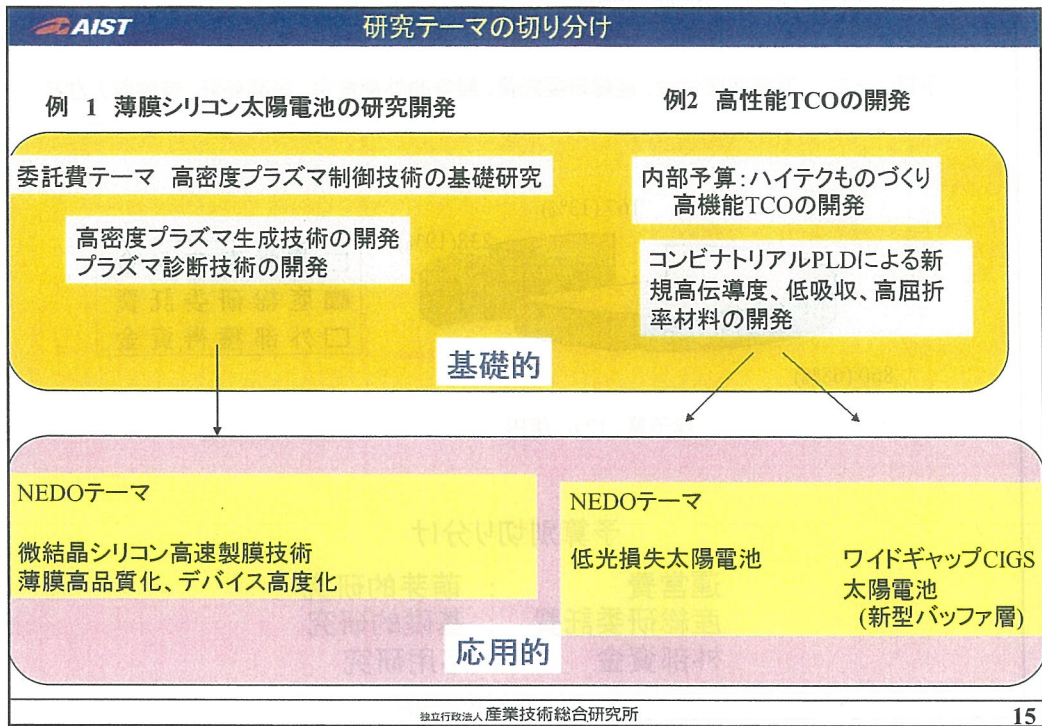 AIST
研究テーマの切り分け
例 1 薄膜シリコン太陽電池の研究開発
委託費テーマ 高密度プラズマ制御技術の基礎研究
高密度プラズマ生成技術の開発
プラズマ診断技術の開発
例2 高性能TCOの開発
内部予算:ハイテクものづくり
高機能TCOの開発
コンビナトリアルPLDによる新
規高伝導度、低吸収、高屈折
率材料の開発
基礎的
NEDOテーマ
微結晶シリコン高速製膜技術
薄膜高品質化、デバイス高度化
NEDOテーマ
低光損失太陽電池
ワイドギャップCIGS
太陽電池
(新型バッファ層)
応用的
独立行政法人 産業技術総合研究所
15